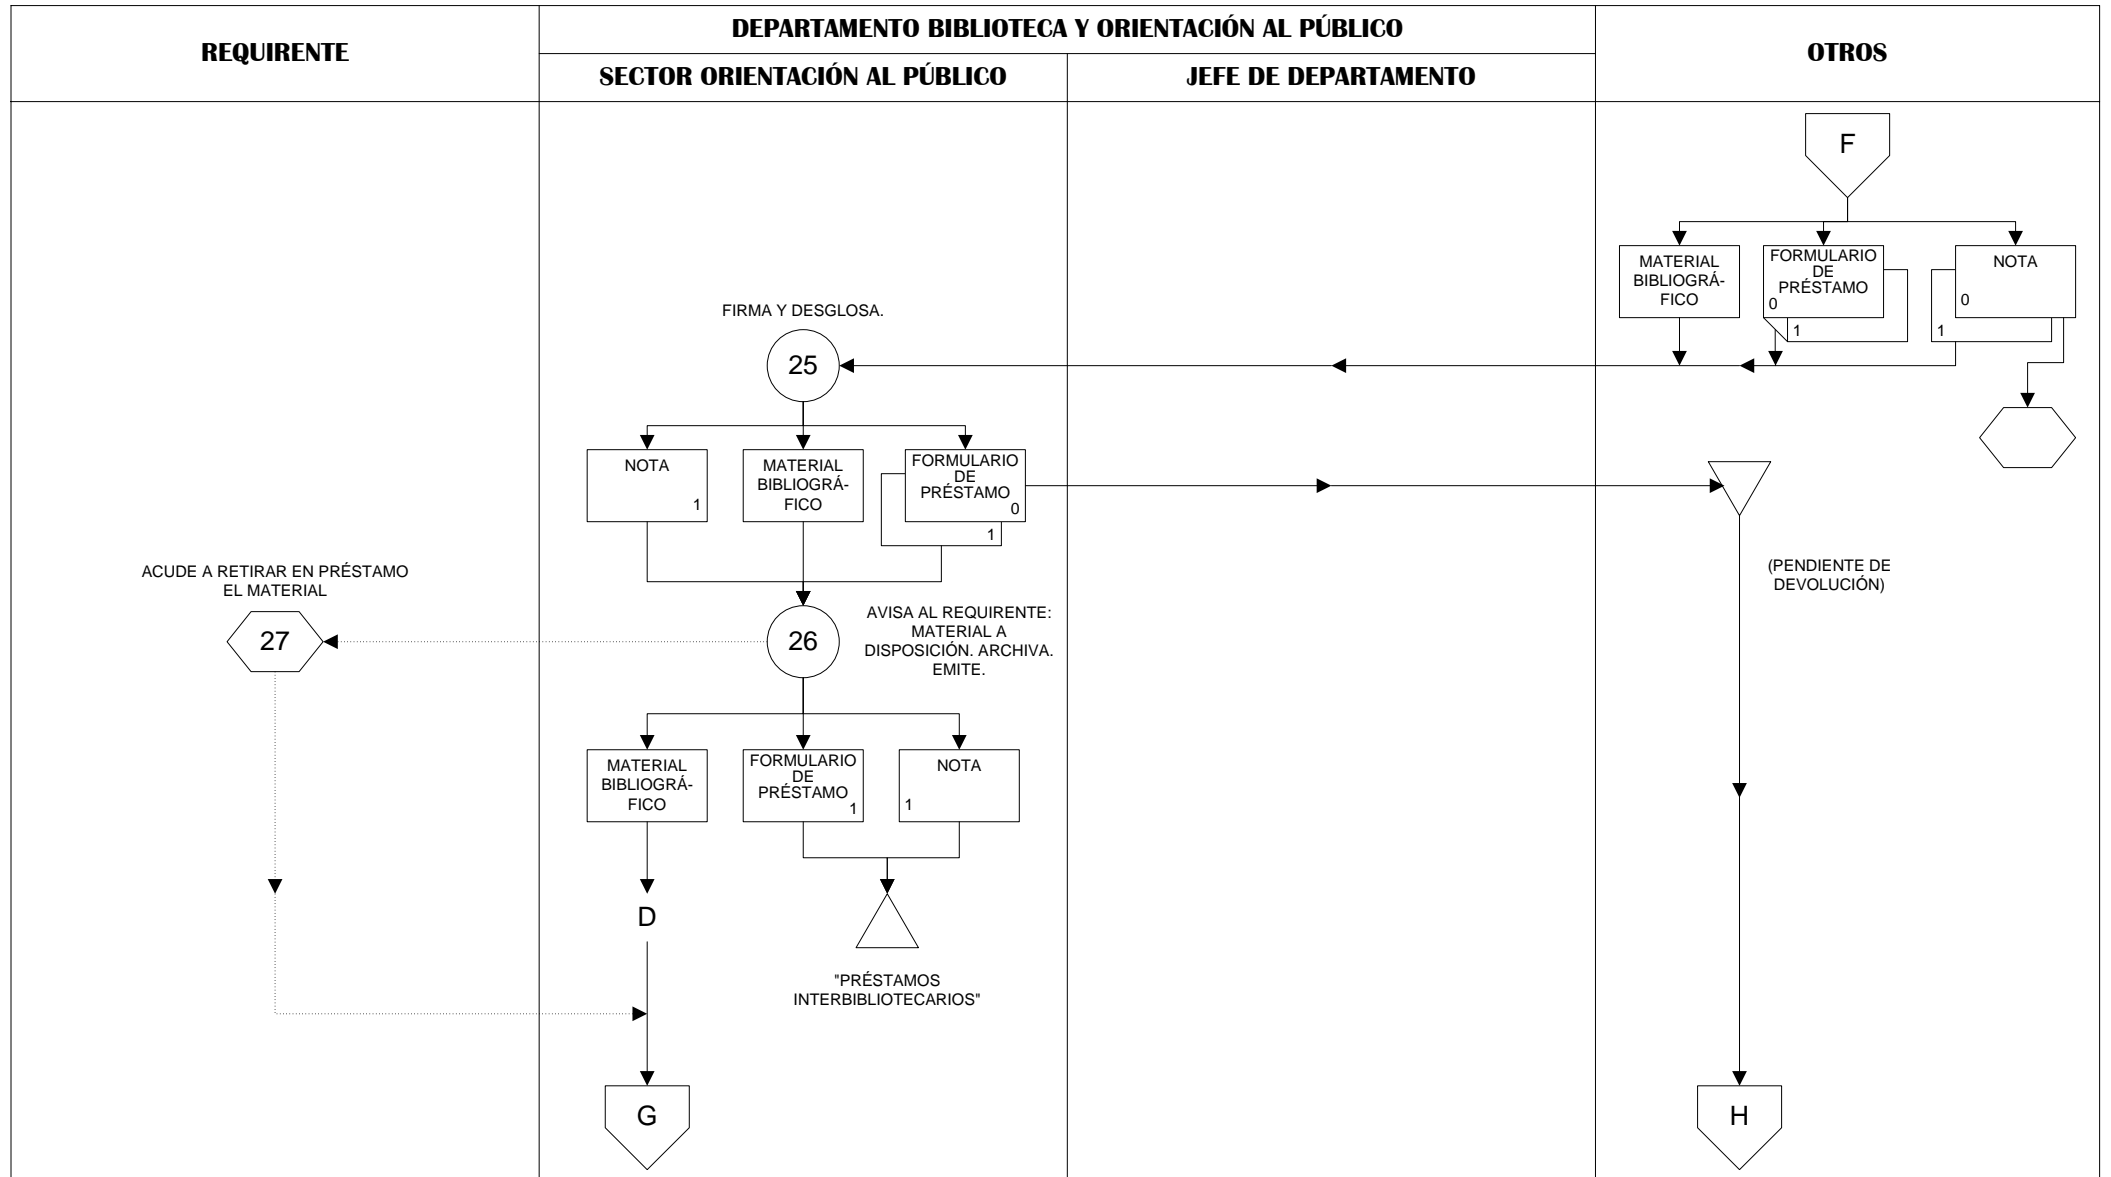 REQUIRENTE
DEPARTAMENTO BIBLIOTECA Y ORIENTACIÓN AL PÚBLICO
SECTOR ORIENTACIÓN AL PÚBLICO
JEFE DE DEPARTAMENTO
OTROS
F
MATERIAL
BIBLIOGRÁ-
FICO
FORMULARIO
DE
PRÉSTAMO
0
1
NOTA
0
1
FIRMA Y DESGLOSA.
25
NOTA
1
MATERIAL
BIBLIOGRÁ-
FICO
FORMULARIO
DE
PRÉSTAMO
0
1
(PENDIENTE DE
DEVOLUCIÓN)
ACUDE A RETIRAR EN PRÉSTAMO
EL MATERIAL
27
26
AVISA AL REQUIRENTE:
MATERIAL A
DISPOSICIÓN. ARCHIVA.
EMITE.
MATERIAL
BIBLIOGRÁ-
FICO
FORMULARIO
DE
PRÉSTAMO
1
NOTA
1
D
"PRÉSTAMOS
INTERBIBLIOTECARIOS"
G
H